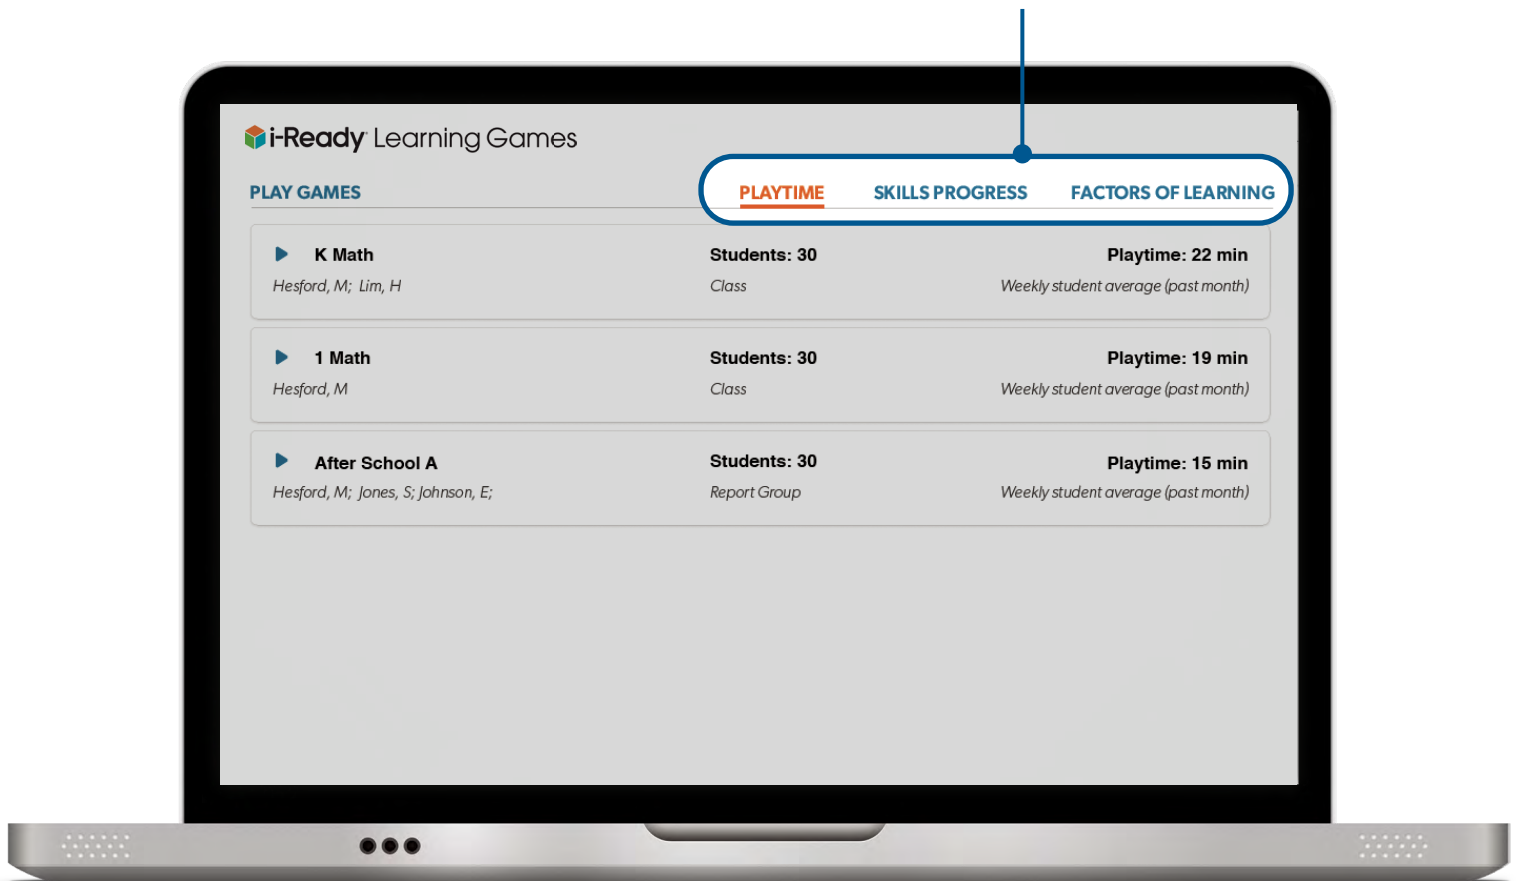 i-Ready Learning Games
PLAY GAMES PLAYTIME SKILLS PROGRESS FACTORS OF LEARNING
K Math Students: 30 Playtime: 22 min
Hesford, M; Lim, H Class Weekly student average (past month)
1 Math Students: 30 Playtime: 19 min
Hesford, M Class Weekly student average (past month)
After School A Students: 30 Playtime: 15 min
Hesford, M; Jones, S; Johnson, E; Report Group Weekly student average (past month)